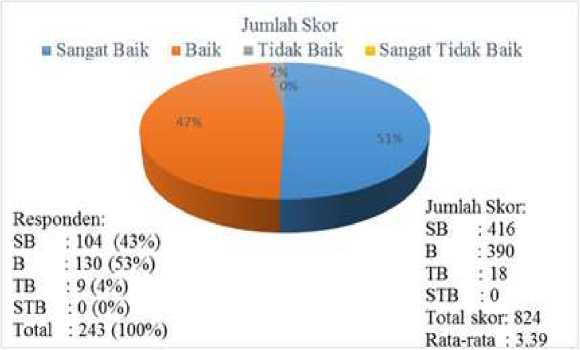 Jumlah Skor
Sangat Baik Baik Tidak Baik Sangat Tidak Baik
2%
0%
47%
51%
Responden:
SB : 104 (43%)
B : 130 (53%)
TB : 9 (4%)
STB : 0 (0%)
Total : 243 (100%)
Jumlah Skor:
SB : 416
B : 390
TB : 18
STB : 0
Total skor: 824
Rata-rata : 3,39